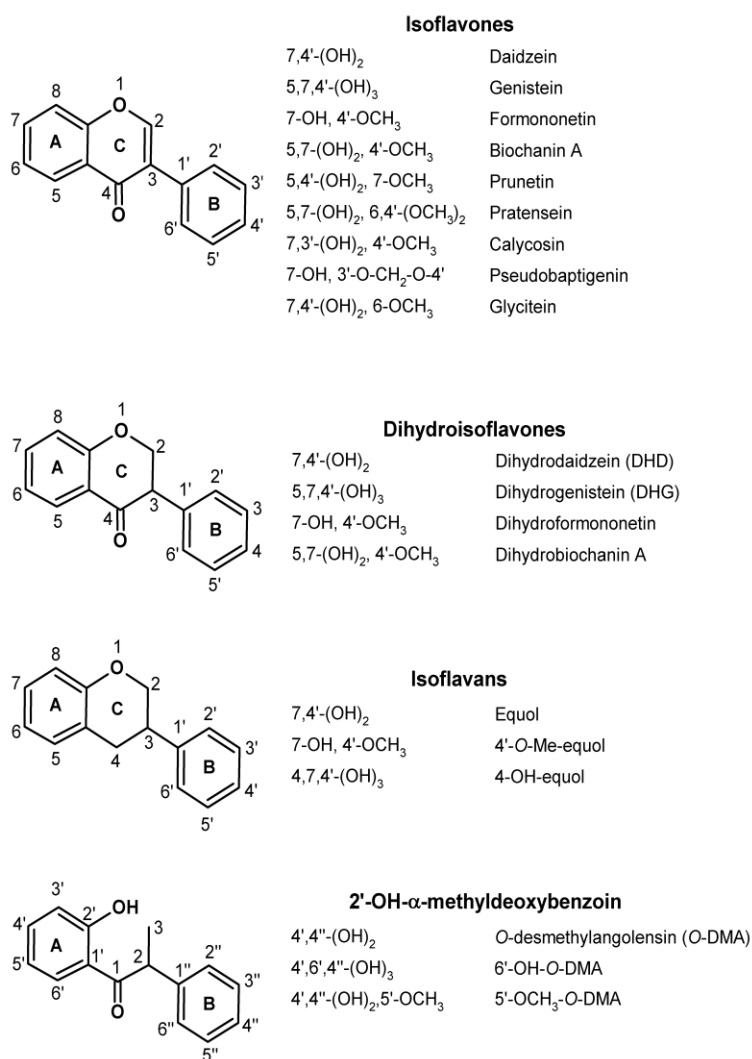 Isoflavones
7,4'-(OH)₂ Daidzein
5,7,4'-(OH)₃ Genistein
7-OH, 4'-OCH₃ Formononetin
5,7-(OH)₂, 4'-OCH₃ Biochanin A
5,4'-(OH)₂, 7-OCH₃ Prunetin
5,7-(OH)₂, 6,4'-(OCH₃)₂ Pratensein
7,3'-(OH)₂, 4'-OCH₃ Calycosin
7-OH, 3'-O-CH₂-O-4' Pseudobaptigenin
7,4'-(OH)₂, 6-OCH₃ Glycitein
8 1
7 O 2
A C
6 1' 2'
5 4 3 3'
O B
6' 4'
5'
Dihydroisoflavones
7,4'-(OH)₂ Dihydrodaidzein (DHD)
5,7,4'-(OH)₃ Dihydrogenistein (DHG)
7-OH, 4'-OCH₃ Dihydroformononetin
5,7-(OH)₂, 4'-OCH₃ Dihydrobiochanin A
8 1
7 O 2
A C
6 1' 2'
5 4 3 3
O B
6' 4
5'
Isoflavans
7,4'-(OH)₂ Equol
7-OH, 4'-OCH₃ 4'-O-Me-equol
4,7,4'-(OH)₃ 4-OH-equol
8 1
7 O 2
A C
6 1' 2'
5 4 3 3'
B
6' 4'
5'
2'-OH-α-methyldeoxybenzoin
4',4''-(OH)₂ O-desmethylangolensin (O-DMA)
4',6',4''-(OH)₃ 6'-OH-O-DMA
4',4''-(OH)₂,5'-OCH₃ 5'-OCH₃-O-DMA
3'
4' 2' OH 3
A
5' 1' 2''
6' 1 2 1'' 3''
O B
6'' 4''
5''